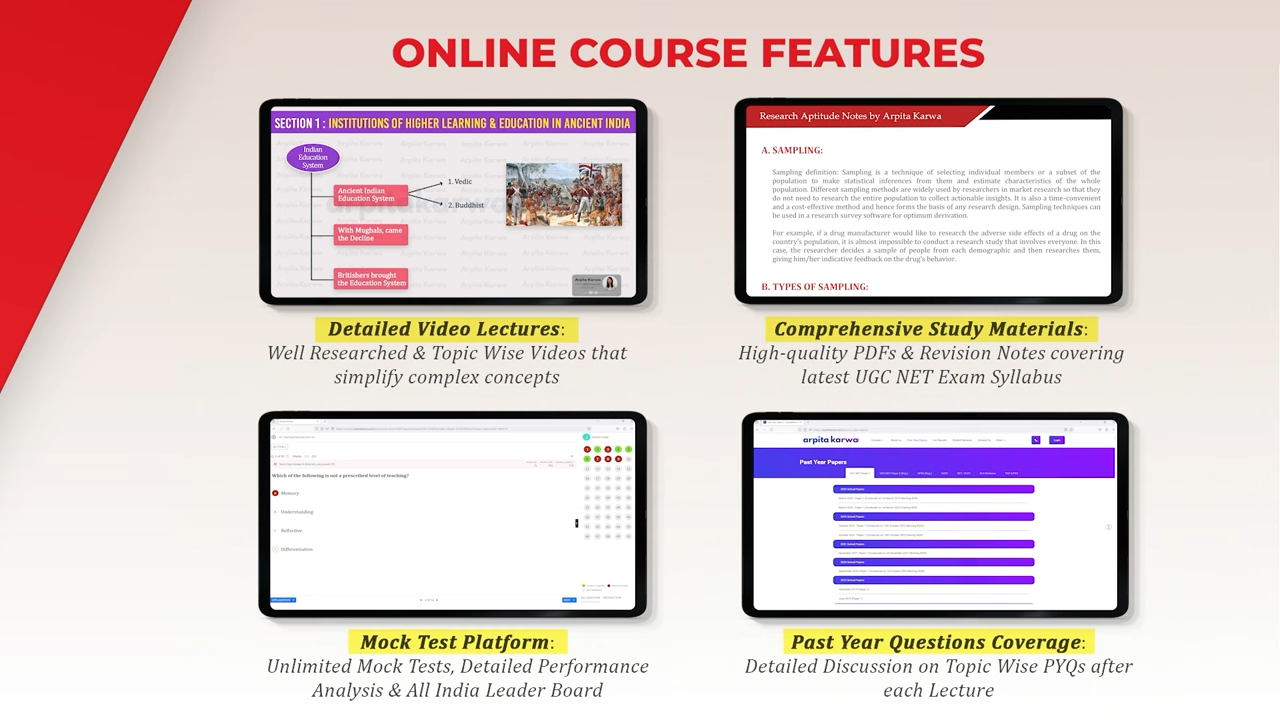 ONLINE COURSE FEATURES
SECTION 1 : INSTITUTIONS OF HIGHER LEARNING & EDUCATION IN ANCIENT INDIA
Indian
Education
System
Ancient Indian
Education System
1. Vedic
2. Buddhist
With Mughals, came
the Decline
Britishers brought
the Education System
Arpita Karwa
Research Aptitude Notes by Arpita Karwa
A. SAMPLING:
Sampling definition: Sampling is a technique of selecting individual members or a subset of the
population to make statistical inferences from them and estimate characteristics of the whole
population. Different sampling methods are widely used by researchers in market research so that they
do not need to research the entire population to collect actionable insights. It is also a time-convenient
and a cost-effective method and hence forms the basis of any research design. Sampling techniques can
be used in a research survey software for optimum derivation.
For example, if a drug manufacturer would like to research the adverse side effects of a drug on the
country's population, it is almost impossible to conduct a research study that involves everyone. In this
case, the researcher decides a sample of people from each demographic and then researches them,
giving him/her indicative feedback on the drug's behavior.
B. TYPES OF SAMPLING:
Detailed Video Lectures:
Well Researched & Topic Wise Videos that
simplify complex concepts
Comprehensive Study Materials:
High-quality PDFs & Revision Notes covering
latest UGC NET Exam Syllabus
Which of the following is not a prescribed level of teaching?
Memory
Understanding
Reflective
Differentiation
arpita karwa
Past Year Papers
Mock Test Platform:
Unlimited Mock Tests, Detailed Performance
Analysis & All India Leader Board
Past Year Questions Coverage:
Detailed Discussion on Topic Wise PYQs after
each Lecture